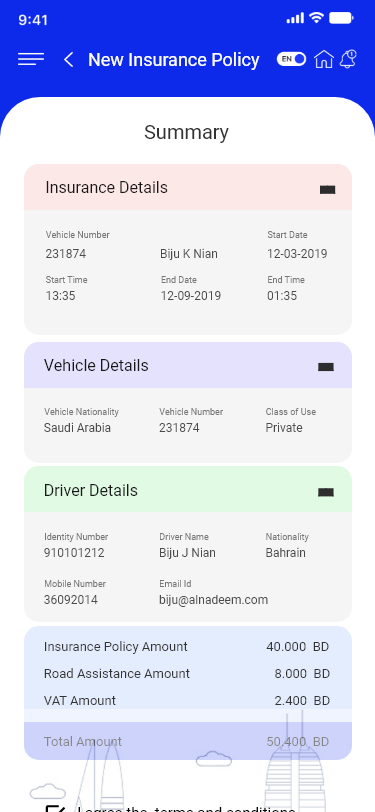 9:41
New Insurance Policy
EN
1
Summary
Insurance Details
Vehicle Number Start Date
231874 Biju K Nian 12-03-2019
Start Time End Date End Time
13:35 12-09-2019 01:35
Vehicle Details
Vehicle Nationality Vehicle Number Class of Use
Saudi Arabia 231874 Private
Driver Details
Identity Number Driver Name Nationality
910101212 Biju J Nian Bahrain
Mobile Number Email Id
36092014 biju@alnadeem.com
Insurance Policy Amount 40.000 BD
Road Assistance Amount 8.000 BD
VAT Amount 2.400 BD
Total Amount 50.400 BD
I agree the terms and conditions